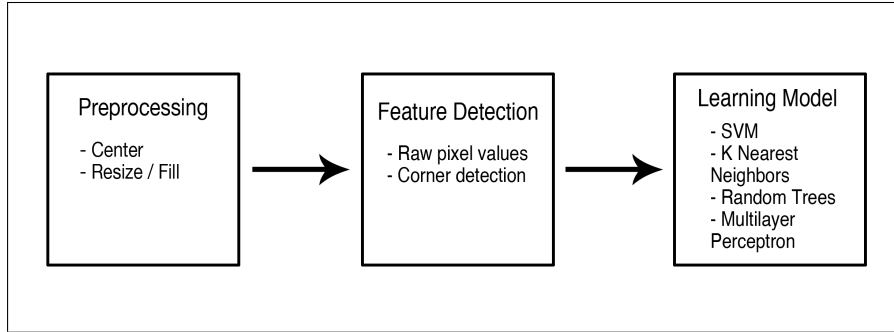 Preprocessing
- Center
- Resize / Fill
Feature Detection
- Raw pixel values
- Corner detection
Learning Model
- SVM
- K Nearest
Neighbors
- Random Trees
- Multilayer
Perceptron